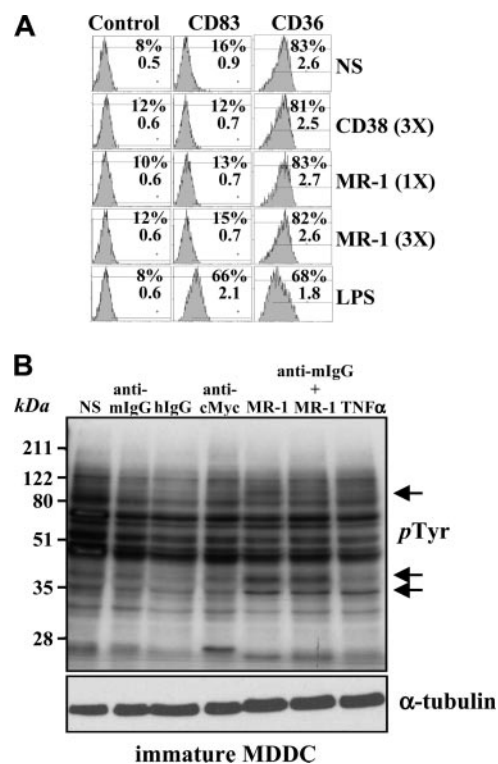 A
Control CD83 CD36
8% 16% 83%
0.5 0.9 2.6 NS
12% 12% 81%
0.6 0.7 2.5 CD38 (3X)
10% 13% 83%
0.6 0.7 2.7 MR-1 (1X)
12% 15% 82%
0.6 0.7 2.6 MR-1 (3X)
8% 66% 68%
0.6 2.1 1.8 LPS
B
anti-mIgG
anti- anti- +
kDa NS mIgG hIgG cMyc MR-1 MR-1 TNFα
211
122
80
pTyr
51
35
28
α-tubulin
immature MDDC